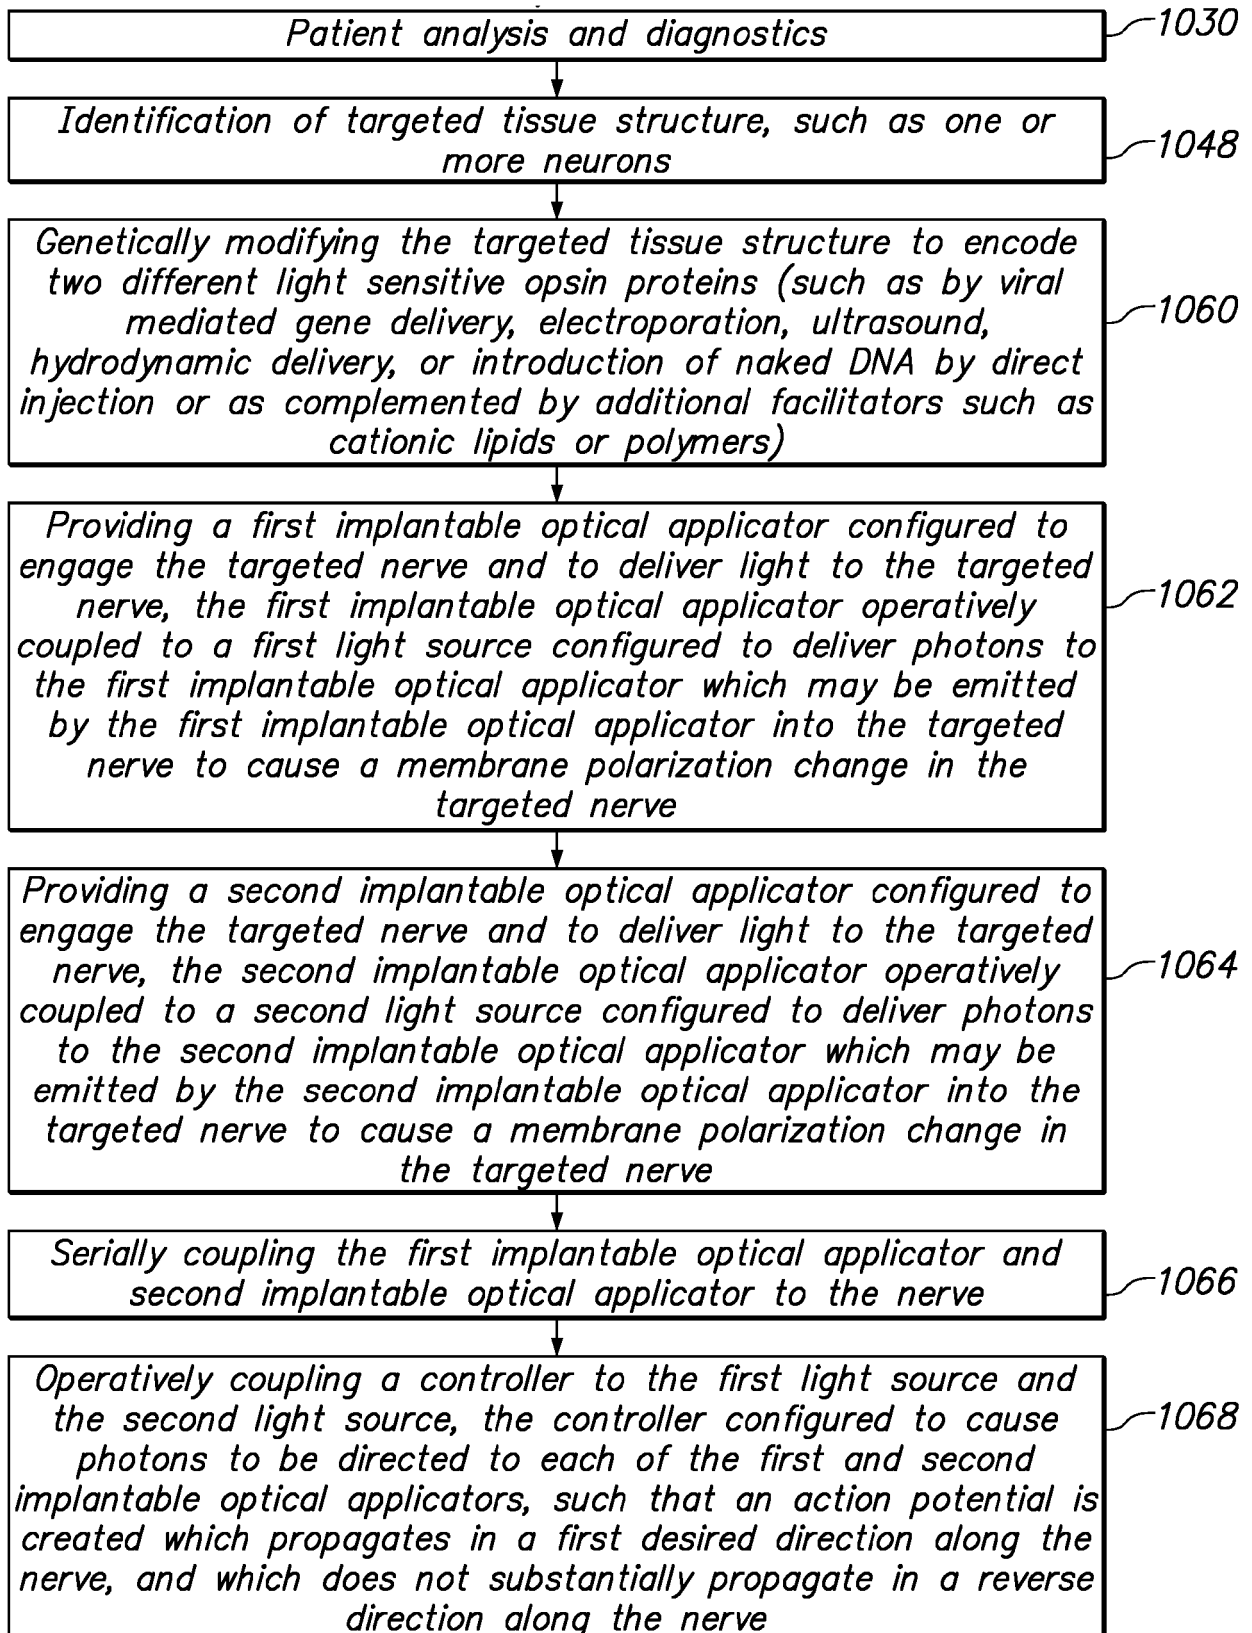 Patient analysis and diagnostics
1030
Identification of targeted tissue structure, such as one or
more neurons
1048
Genetically modifying the targeted tissue structure to encode
two different light sensitive opsin proteins (such as by viral
mediated gene delivery, electroporation, ultrasound,
hydrodynamic delivery, or introduction of naked DNA by direct
injection or as complemented by additional facilitators such as
cationic lipids or polymers)
1060
Providing a first implantable optical applicator configured to
engage the targeted nerve and to deliver light to the targeted
nerve, the first implantable optical applicator operatively
coupled to a first light source configured to deliver photons to
the first implantable optical applicator which may be emitted
by the first implantable optical applicator into the targeted
nerve to cause a membrane polarization change in the
targeted nerve
1062
Providing a second implantable optical applicator configured to
engage the targeted nerve and to deliver light to the targeted
nerve, the second implantable optical applicator operatively
coupled to a second light source configured to deliver photons
to the second implantable optical applicator which may be
emitted by the second implantable optical applicator into the
targeted nerve to cause a membrane polarization change in
the targeted nerve
1064
Serially coupling the first implantable optical applicator and
second implantable optical applicator to the nerve
1066
Operatively coupling a controller to the first light source and
the second light source, the controller configured to cause
photons to be directed to each of the first and second
implantable optical applicators, such that an action potential is
created which propagates in a first desired direction along the
nerve, and which does not substantially propagate in a reverse
direction along the nerve
1068